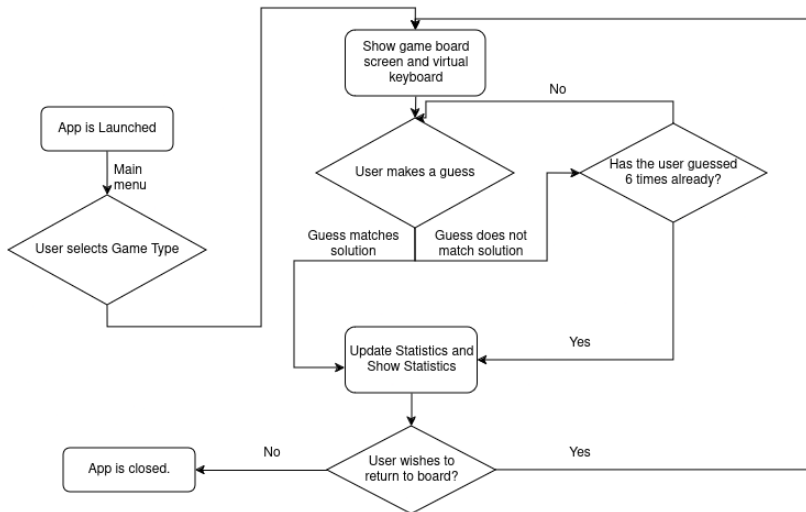 Show game board
screen and virtual
keyboard
No
App is Launched
Main
menu
User makes a guess
Has the user guessed
6 times already?
User selects Game Type
Guess matches
solution
Guess does not
match solution
Update Statistics and
Show Statistics
Yes
No
User wishes to
return to board?
Yes
App is closed.